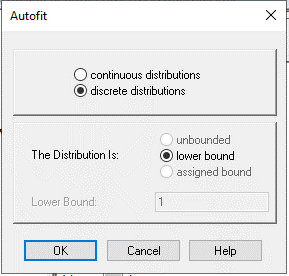 Autofit
continuous distributions
discrete distributions
unbounded
The Distribution Is:
lower bound
assigned bound
Lower Bound:
1
OK
Cancel
Help